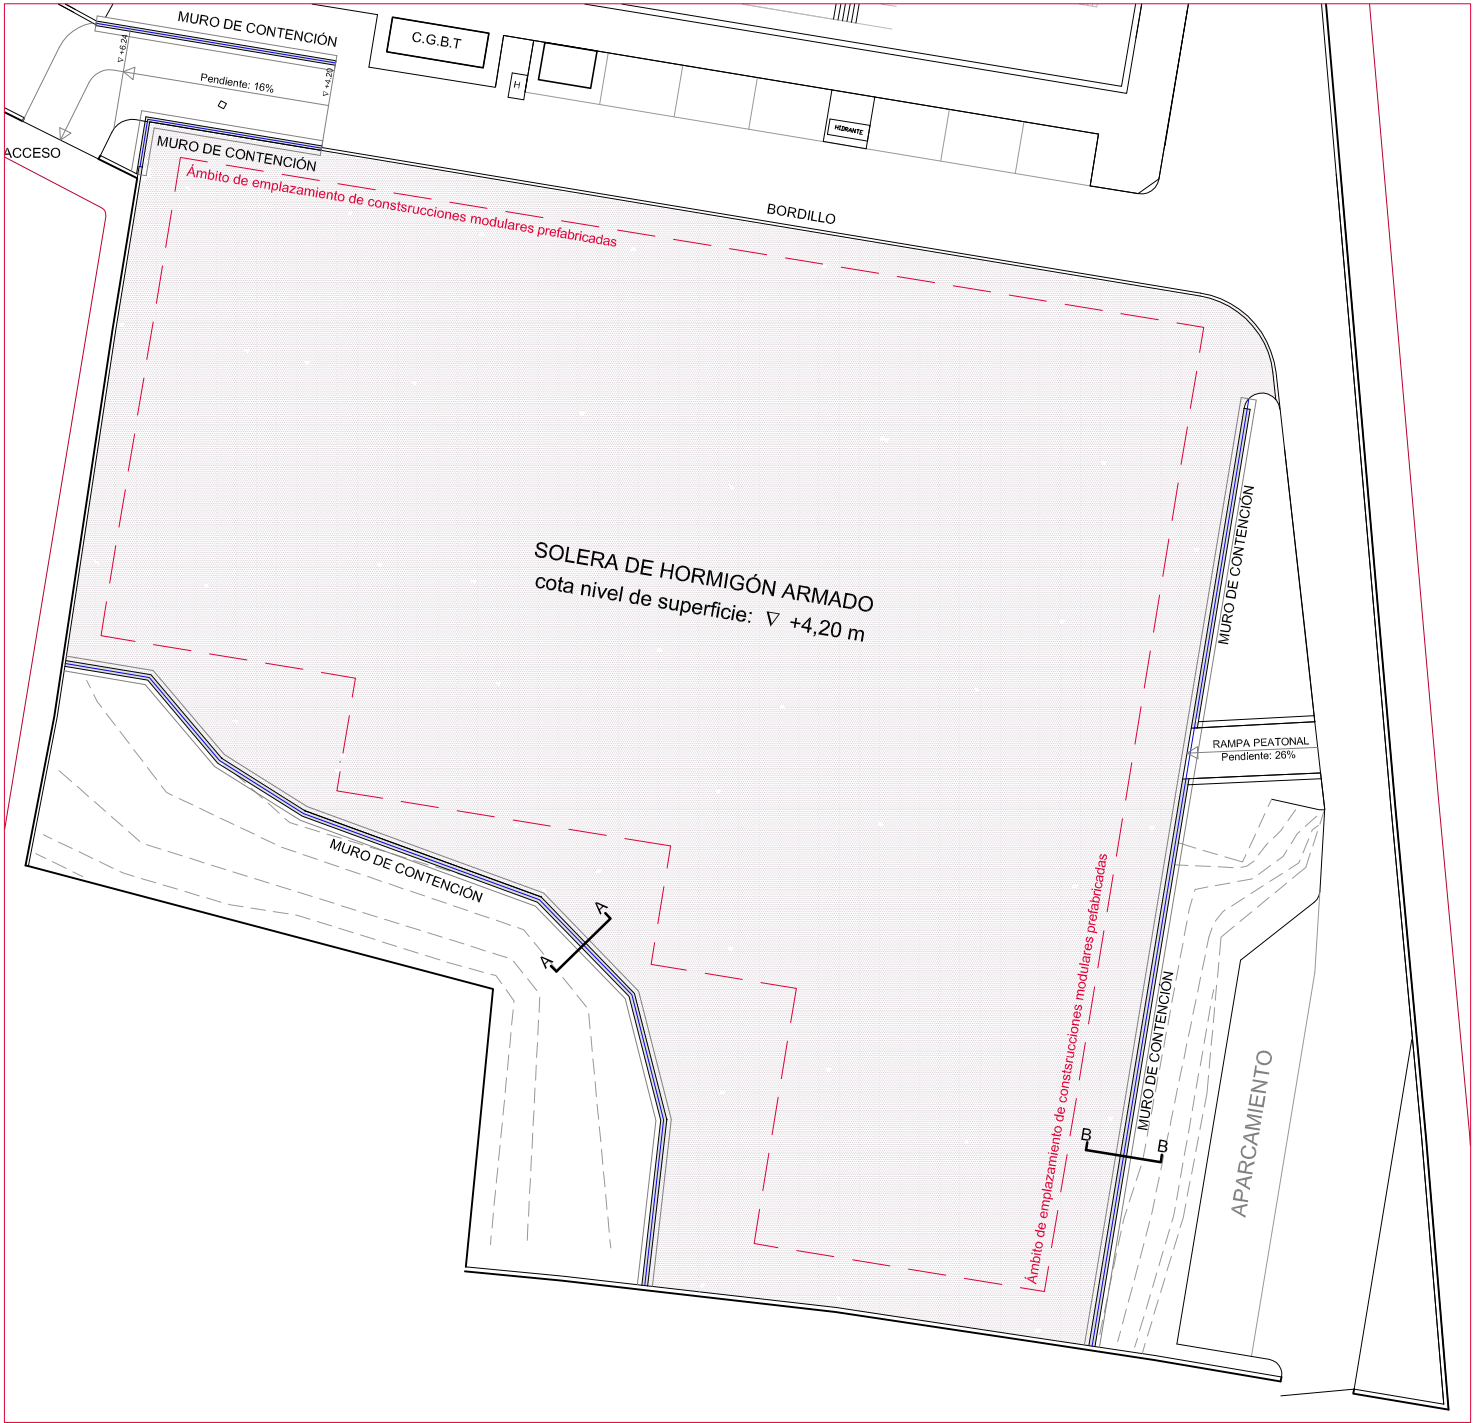 MURO DE CONTENCIÓN
C.G.B.T
▽ +6,24
▽ +4,20
Pendiente: 16%
H
HIDRANTE
ACCESO
MURO DE CONTENCIÓN
Ámbito de emplazamiento de constsrucciones modulares prefabricadas
BORDILLO
MURO DE CONTENCIÓN
SOLERA DE HORMIGÓN ARMADO
cota nivel de superficie: ▽ +4,20 m
RAMPA PEATONAL
Pendiente: 26%
MURO DE CONTENCIÓN
A
A
Ámbito de emplazamiento de constsrucciones modulares prefabricadas
MURO DE CONTENCIÓN
B
B
APARCAMIENTO